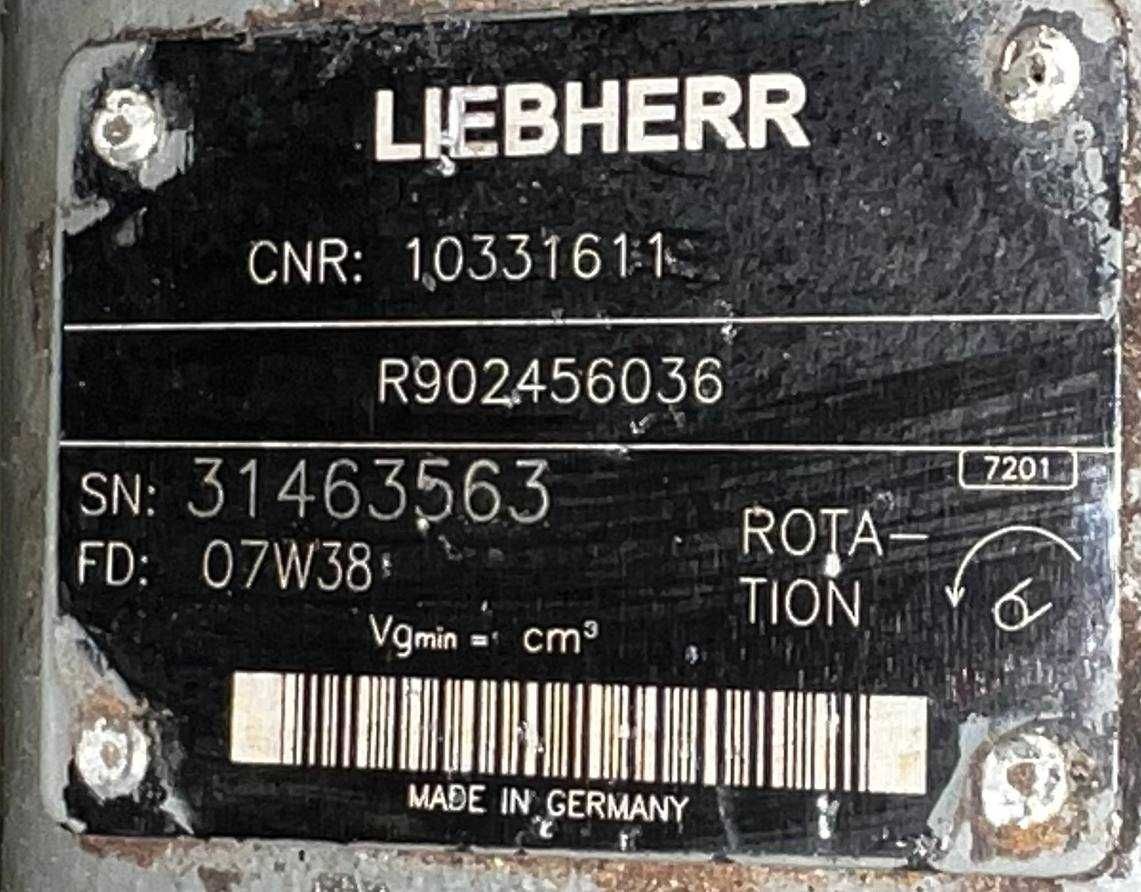 LIEBHERR
CNR: 10331611
R902456036
SN: 31463563
7201
FD: 07W38
ROTA-
TION
Vgmin = cm³
MADE IN GERMANY